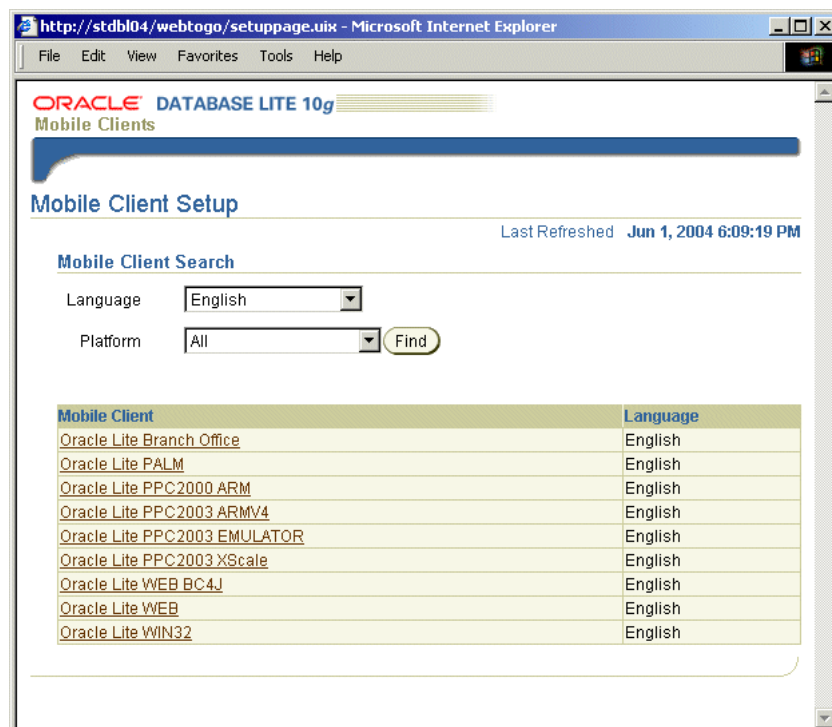 http://stdbl04/webtogo/setuppage.uix - Microsoft Internet Explorer
File Edit View Favorites Tools Help
ORACLE DATABASE LITE 10g
Mobile Clients
Mobile Client Setup
Last Refreshed Jun 1, 2004 6:09:19 PM
Mobile Client Search
Language English
Platform All Find
Mobile Client Language
Oracle Lite Branch Office English
Oracle Lite PALM English
Oracle Lite PPC2000 ARM English
Oracle Lite PPC2003 ARMV4 English
Oracle Lite PPC2003 EMULATOR English
Oracle Lite PPC2003 XScale English
Oracle Lite WEB BC4J English
Oracle Lite WEB English
Oracle Lite WIN32 English